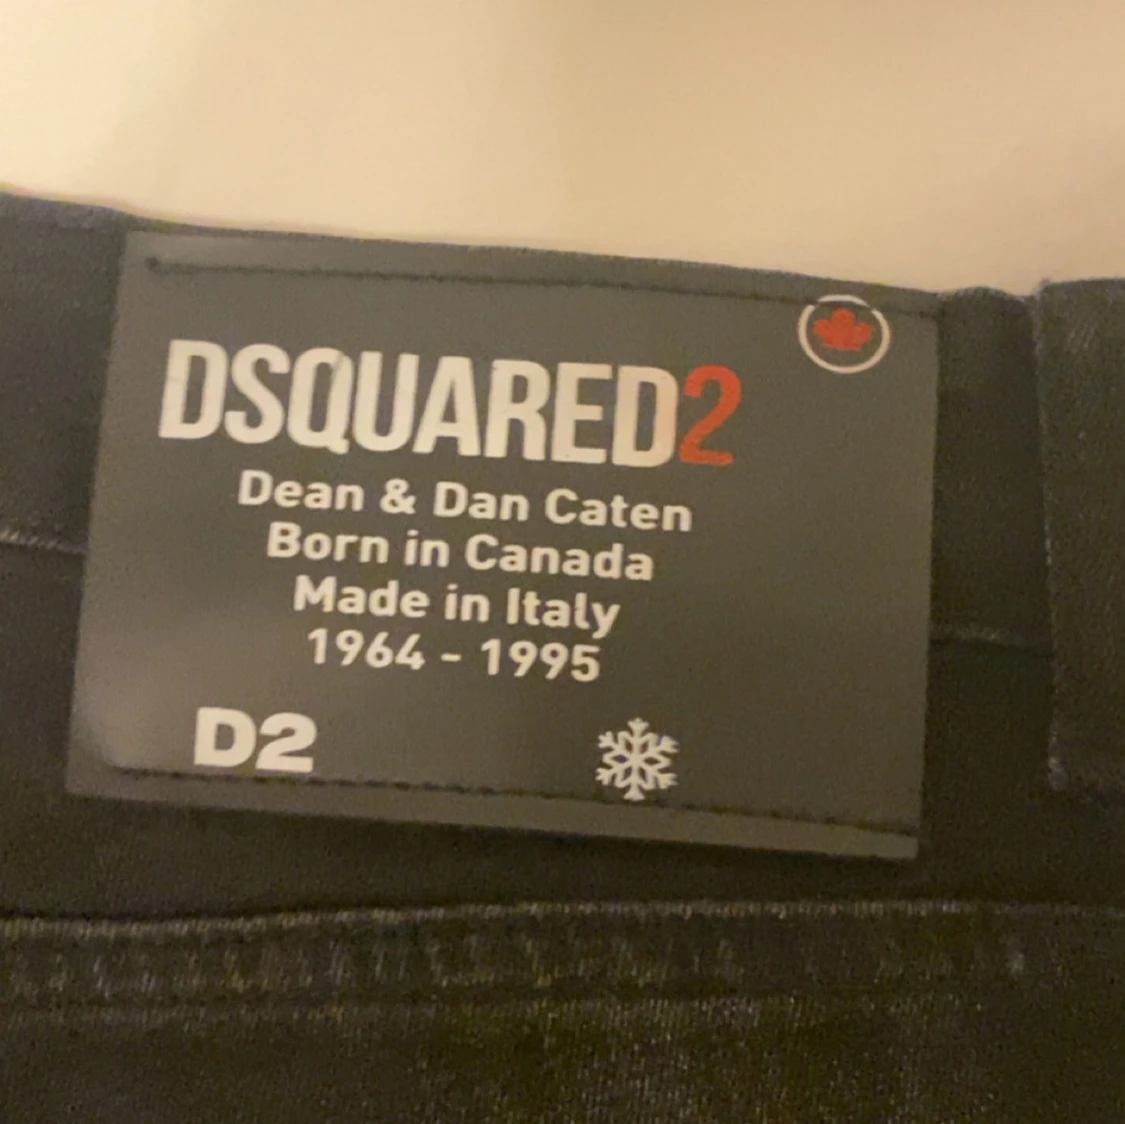 DSQUARED2
Dean & Dan Caten
Born in Canada
Made in Italy
1964 - 1995
D2